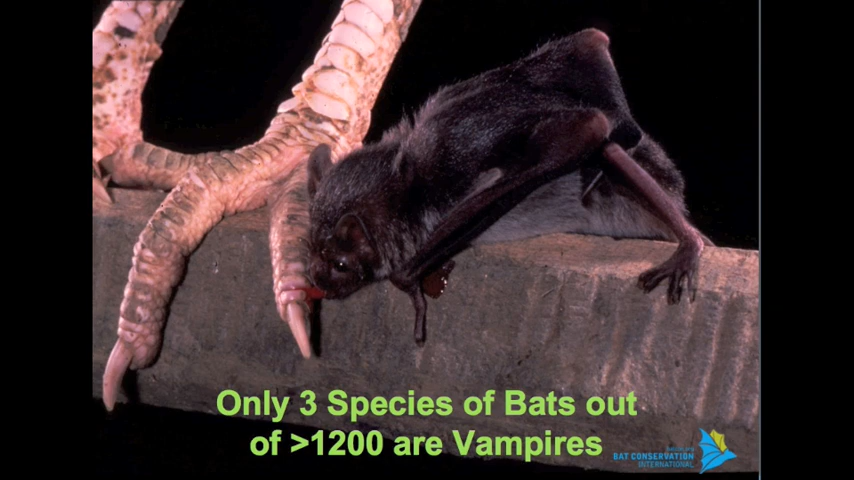 Only 3 Species of Bats out
of >1200 are Vampires
BAT CONSERVATION
INTERNATIONAL